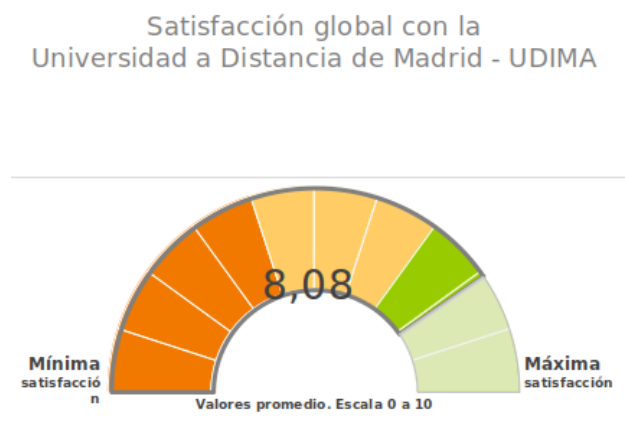 Satisfacción global con la
Universidad a Distancia de Madrid - UDIMA
8,08
Mínima
satisfacció
n
Máxima
satisfacción
Valores promedio. Escala 0 a 10